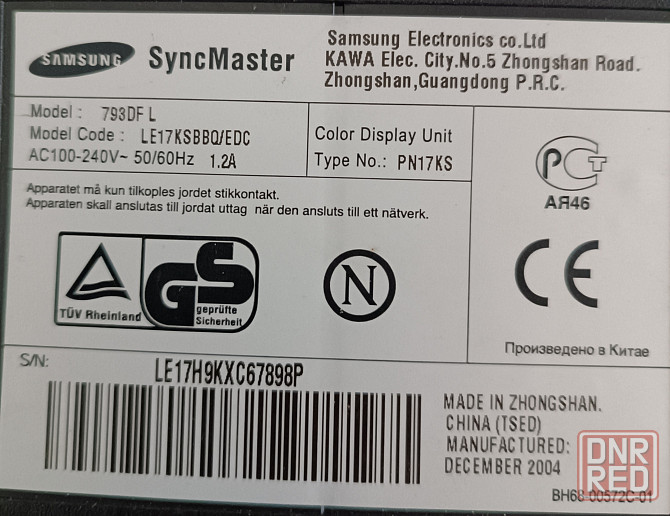 SAMSUNG SyncMaster
Samsung Electronics co.Ltd
KAWA Elec. City.No.5 Zhongshan Road.
Zhongshan,Guangdong P.R.C.
Model : 793DF L
Model Code : LE17KSBBQ/EDC
AC100-240V~ 50/60Hz 1.2A
Color Display Unit
Type No.: PN17KS
РСТ
АЯ46
Apparatet må kun tilkoples jordet stikkontakt.
Apparaten skall anslutas till jordat uttag när den ansluts till ett nätverk.
TÜV Rheinland
GS
geprüfte
Sicherheit
N
CE
Произведено в Китае
S/N:
LE17H9KXC67898P
MADE IN ZHONGSHAN.
CHINA (TSED)
MANUFACTURED:
DECEMBER 2004
BH68-00572C-01
DNR
RED